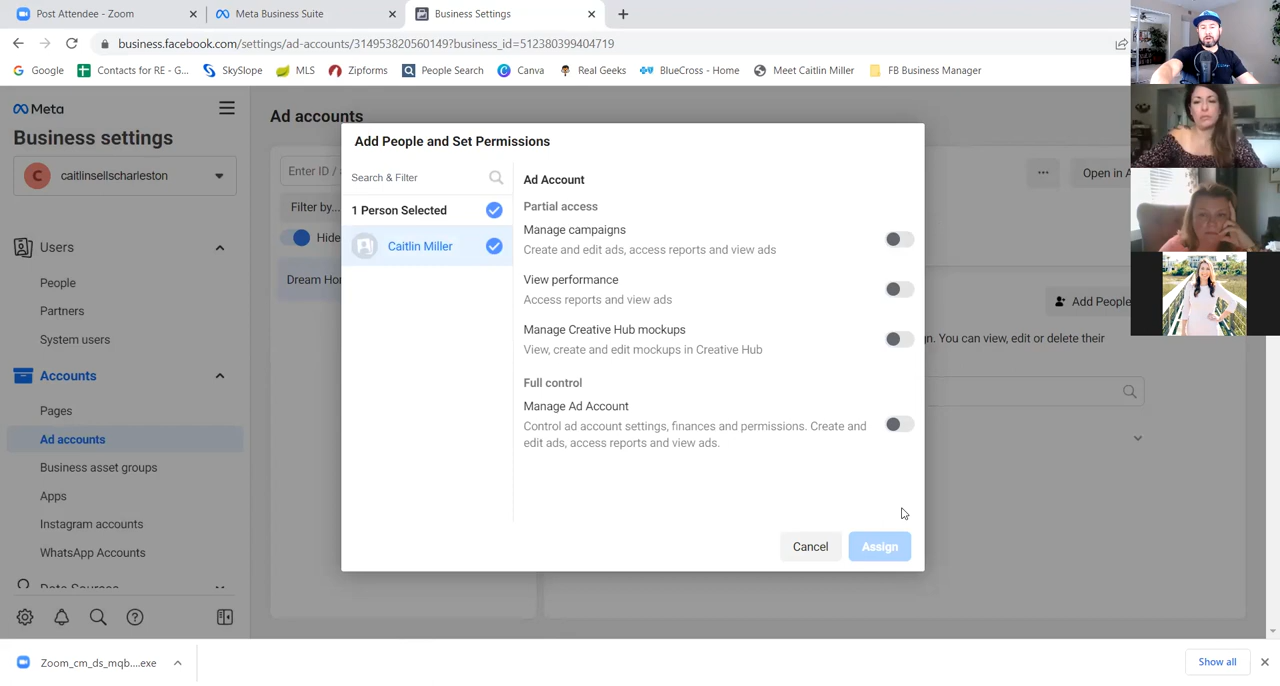 Post Attendee - Zoom
Meta Business Suite
Business Settings
business.facebook.com/settings/ad-accounts/314953820560149?business_id=512380399404719
Google
Contacts for RE - G...
SkySlope
MLS
Zipforms
People Search
Canva
Real Geeks
BlueCross - Home
Meet Caitlin Miller
FB Business Manager
Meta
Business settings
C
caitlinsellscharleston
Users
People
Partners
System users
Accounts
Pages
Ad accounts
Business asset groups
Apps
Instagram accounts
WhatsApp Accounts
Data Sources
Ad accounts
Enter ID /
Filter by...
Hide
Dream Hor
Open in A
Add People
gn. You can view, edit or delete their
Add People and Set Permissions
Search & Filter
1 Person Selected
Caitlin Miller
Ad Account
Partial access
Manage campaigns
Create and edit ads, access reports and view ads
View performance
Access reports and view ads
Manage Creative Hub mockups
View, create and edit mockups in Creative Hub
Full control
Manage Ad Account
Control ad account settings, finances and permissions. Create and
edit ads, access reports and view ads.
Cancel
Assign
Zoom_cm_ds_mqb....exe
Show all